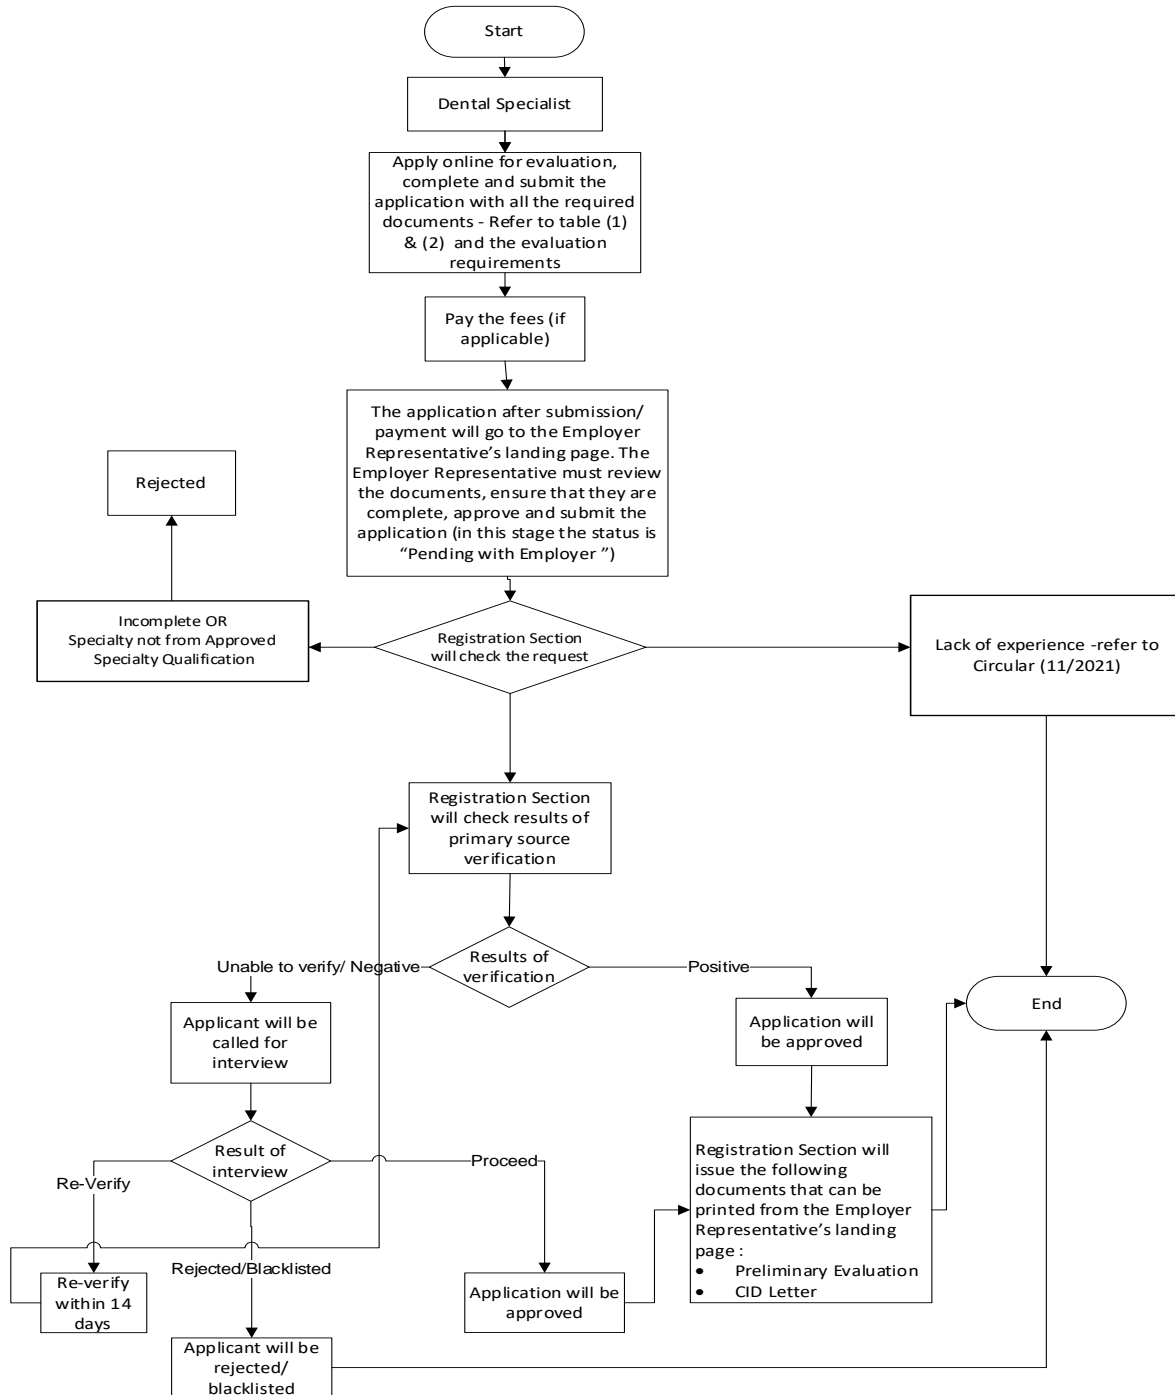 Start
Dental Specialist
Apply online for evaluation,
complete and submit the
application with all the required
documents - Refer to table (1)
& (2) and the evaluation
requirements
Pay the fees (if
applicable)
The application after submission/
payment will go to the Employer
Representative’s landing page. The
Employer Representative must review
the documents, ensure that they are
complete, approve and submit the
application (in this stage the status is
“Pending with Employer ”)
Rejected
Incomplete OR
Specialty not from Approved
Specialty Qualification
Registration Section
will check the request
Lack of experience -refer to
Circular (11/2021)
Registration Section
will check results of
primary source
verification
Results of
verification
Unable to verify/ Negative
Positive
Applicant will be
called for
interview
Application will
be approved
End
Result of
interview
Re-Verify
Proceed
Rejected/Blacklisted
Re-verify
within 14
days
Application will be
approved
Registration Section will
issue the following
documents that can be
printed from the Employer
Representative’s landing
page :
• Preliminary Evaluation
• CID Letter
Applicant will be
rejected/
blacklisted